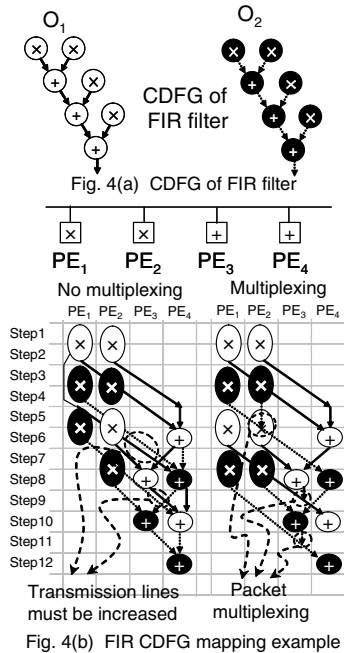 O1 O2
× × × ×
+ × + ×
+ × + ×
+ +
CDFG of
FIR filter
Fig. 4(a) CDFG of FIR filter
× × + +
PE1 PE2 PE3 PE4
No multiplexing Multiplexing
PE1 PE2 PE3 PE4 PE1 PE2 PE3 PE4
Step1
× × × ×
Step2
Step3
× × × ×
Step4
Step5
× × × ×
Step6 + +
Step7
× × ×
Step8 + + + +
Step9
Step10 + + + +
Step11
Step12 + +
Transmission lines
must be increased
Packet
multiplexing
Fig. 4(b) FIR CDFG mapping example